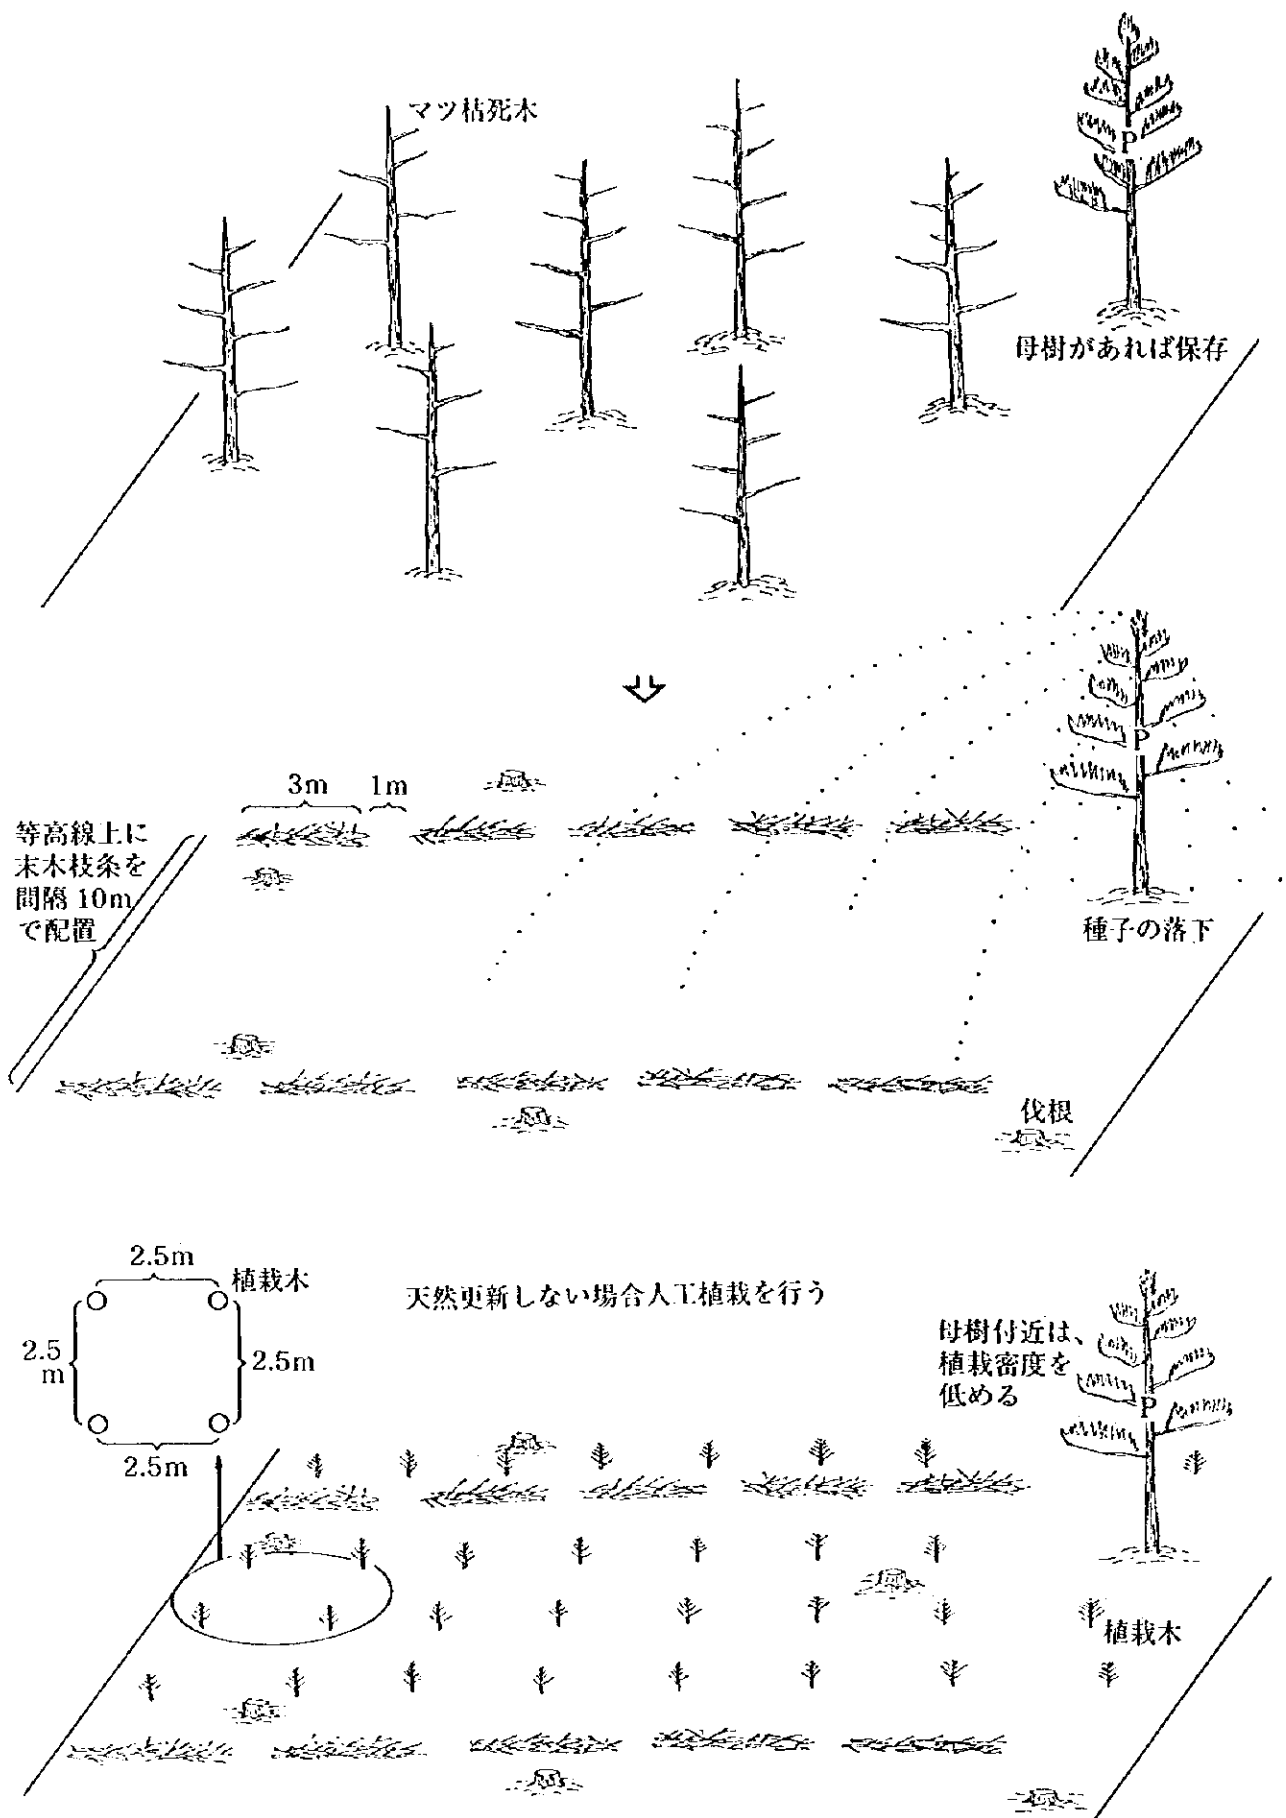 マツ枯死木
P
母樹があれば保存
3m
1m
P
等高線上に
末木枝条を
間隔10m
で配置
種子の落下
伐根
2.5m
植栽木
天然更新しない場合人工植栽を行う
2.5
m
2.5m
2.5m
母樹付近は、
植栽密度を
低める
P
植栽木